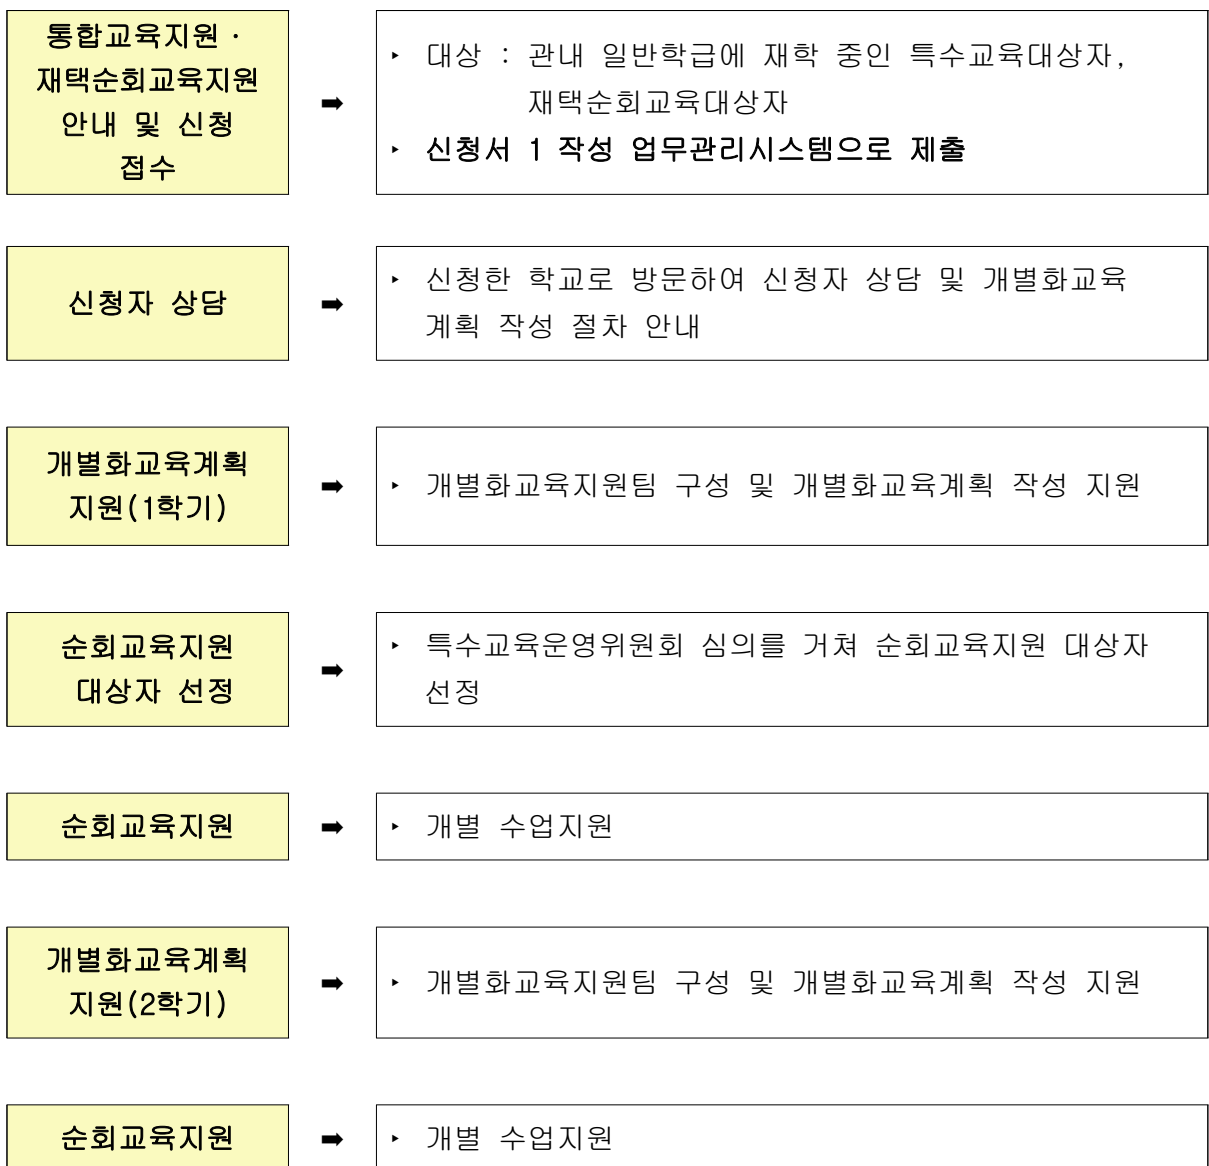 통합교육지원 ·
재택순회교육지원
안내 및 신청
접수
➡
‣ 대상 : 관내 일반학급에 재학 중인 특수교육대상자,
재택순회교육대상자
‣ 신청서 1 작성 업무관리시스템으로 제출
신청자 상담
➡
‣ 신청한 학교로 방문하여 신청자 상담 및 개별화교육
계획 작성 절차 안내
개별화교육계획
지원(1학기)
➡
‣ 개별화교육지원팀 구성 및 개별화교육계획 작성 지원
순회교육지원
대상자 선정
➡
‣ 특수교육운영위원회 심의를 거쳐 순회교육지원 대상자
선정
순회교육지원
➡
‣ 개별 수업지원
개별화교육계획
지원(2학기)
➡
‣ 개별화교육지원팀 구성 및 개별화교육계획 작성 지원
순회교육지원
➡
‣ 개별 수업지원